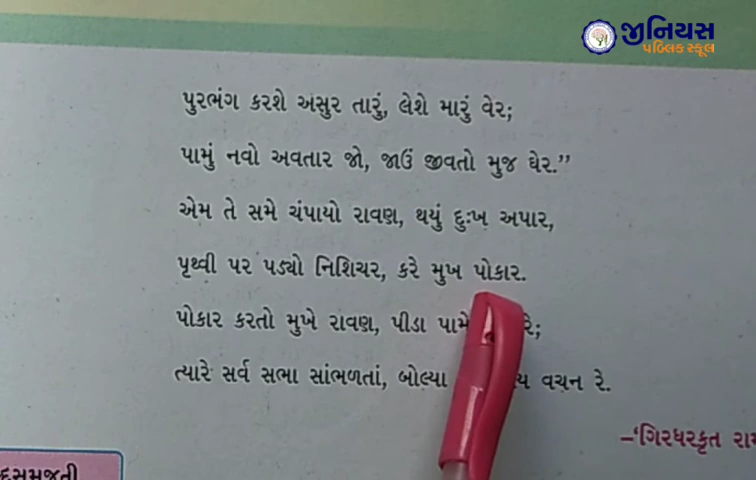 જીનિયસ
પબ્લિક સ્કૂલ
પુરભંગ કરશે અસુર તારું, લેશે મારું વેર;
પામું નવો અવતાર જો, જાઉં જીવતો મુજ ઘેર.”
એમ તે સમે ચંપાયો રાવણ, થયું દુઃખ અપાર,
પૃથ્વી પર પડ્યો નિશિચર, કરે મુખ પોકાર.
પોકાર કરતો મુખે રાવણ, પીડા પામે રે;
ત્યારે સર્વ સભા સાંભળતાં, બોલ્યા વચન રે.
–‘ગિરધરકૃત